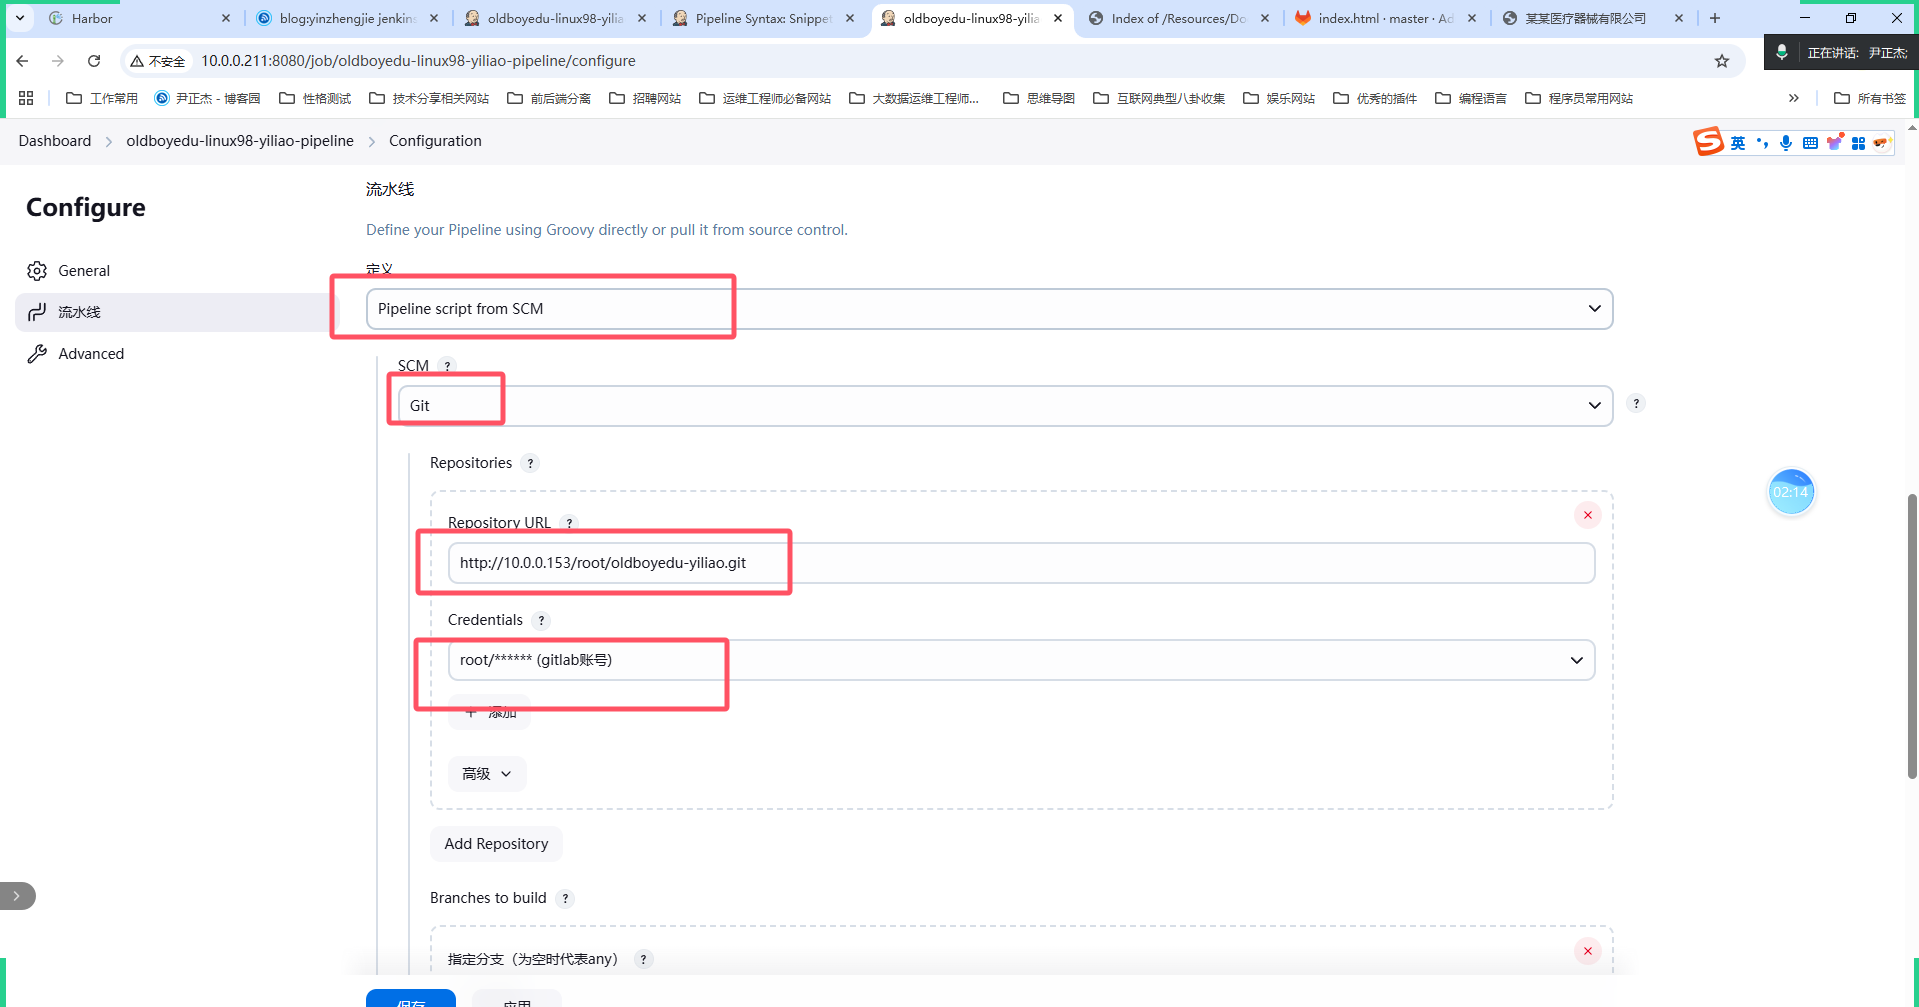 Harbor
blog:yinzhengjie jenkins
oldboyedu-linux98-yilia
Pipeline Syntax: Snippet
oldboyedu-linux98-yilia
Index of /Resources/Do
index.html · master · Ad
某某医疗器械有限公司
不安全
10.0.0.211:8080/job/oldboyedu-linux98-yiliao-pipeline/configure
正在讲话: 尹正杰;
工作常用
尹正杰 - 博客园
性格测试
技术分享相关网站
前后端分离
招聘网站
运维工程师必备网站
大数据运维工程师...
思维导图
互联网典型八卦收集
娱乐网站
优秀的插件
编程语言
程序员常用网站
»
所有书签
Dashboard
oldboyedu-linux98-yiliao-pipeline
Configuration
英
Configure
General
流水线
Advanced
流水线
Define your Pipeline using Groovy directly or pull it from source control.
定义
Pipeline script from SCM
SCM ?
Git
?
Repositories ?
Repository URL ?
http://10.0.0.153/root/oldboyedu-yiliao.git
Credentials ?
root/****** (gitlab账号)
+ 添加
高级
Add Repository
Branches to build ?
指定分支（为空时代表any） ?
保存
应用
02:14